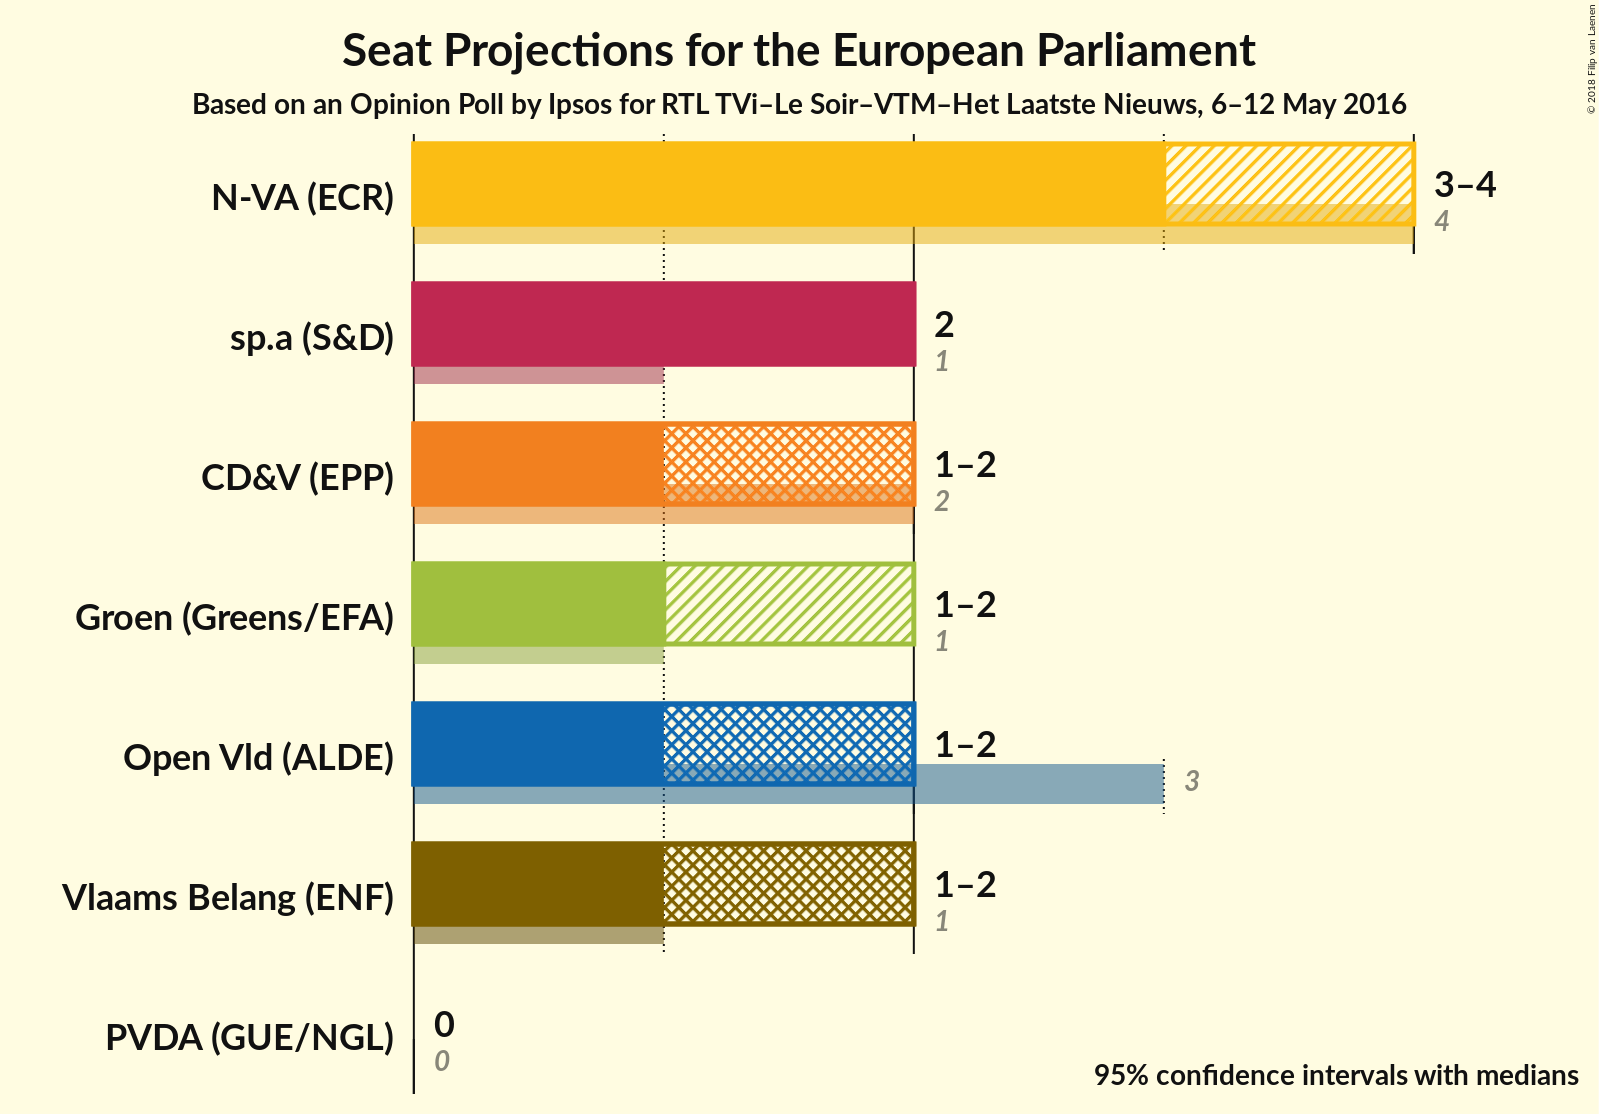 Seat Projections for the European Parliament
Based on an Opinion Poll by Ipsos for RTL TVi–Le Soir–VTM–Het Laatste Nieuws, 6–12 May 2016
© 2018 Filip van Laenen
N-VA (ECR)
3–4
4
sp.a (S&D)
2
1
CD&V (EPP)
1–2
2
Groen (Greens/EFA)
1–2
1
Open Vld (ALDE)
1–2
3
Vlaams Belang (ENF)
1–2
1
PVDA (GUE/NGL)
0
0
95% confidence intervals with medians